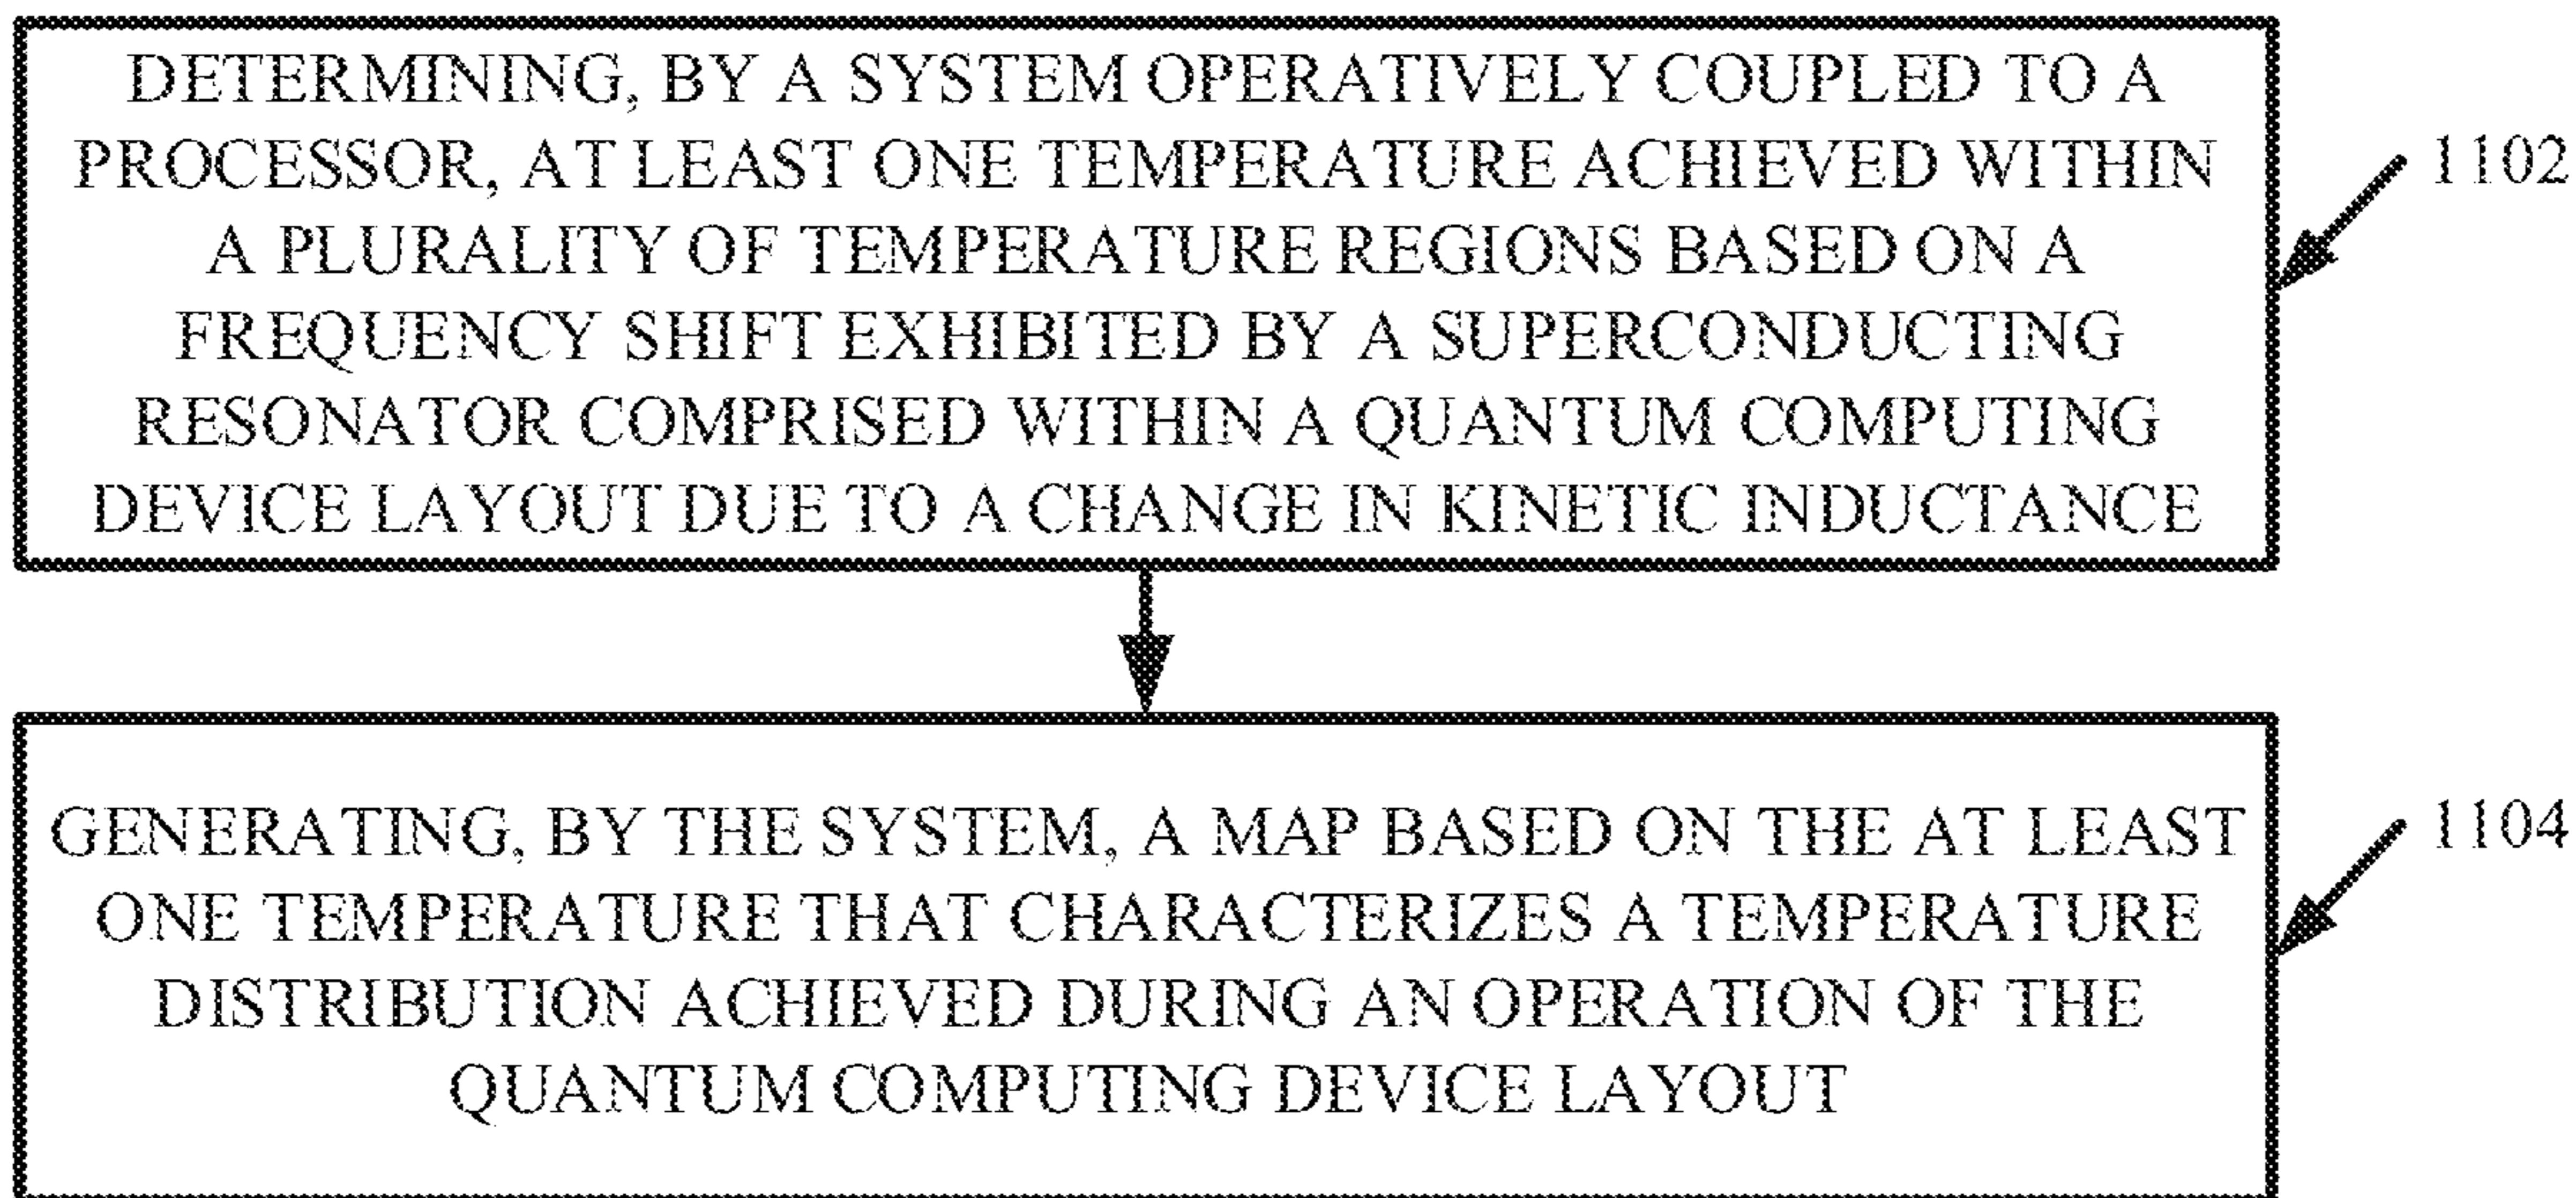 DETERMINING, BY A SYSTEM OPERATIVELY COUPLED TO A
PROCESSOR, AT LEAST ONE TEMPERATURE ACHIEVED WITHIN
A PLURALITY OF TEMPERATURE REGIONS BASED ON A
FREQUENCY SHIFT EXHIBITED BY A SUPERCONDUCTING
RESONATOR COMPRISED WITHIN A QUANTUM COMPUTING
DEVICE LAYOUT DUE TO A CHANGE IN KINETIC INDUCTANCE
1102
GENERATING, BY THE SYSTEM, A MAP BASED ON THE AT LEAST
ONE TEMPERATURE THAT CHARACTERIZES A TEMPERATURE
DISTRIBUTION ACHIEVED DURING AN OPERATION OF THE
QUANTUM COMPUTING DEVICE LAYOUT
1104